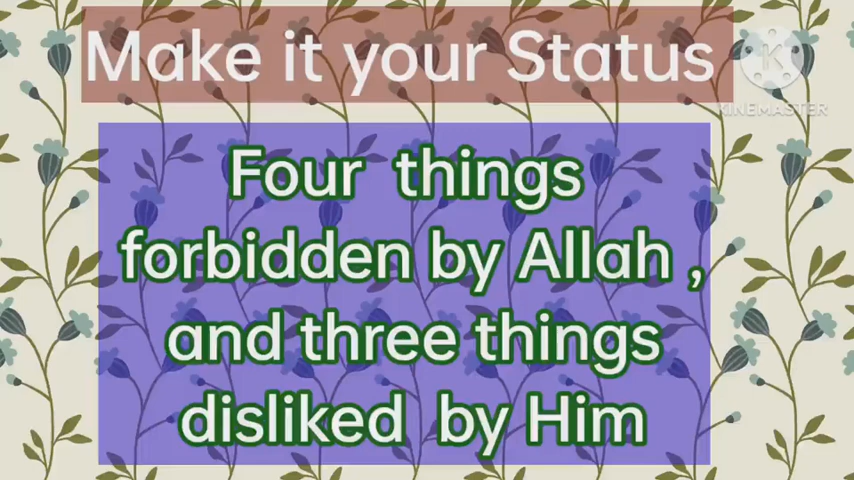 Make it your Status
K
KINEMASTER
Four things
forbidden by Allah ,
and three things
disliked by Him